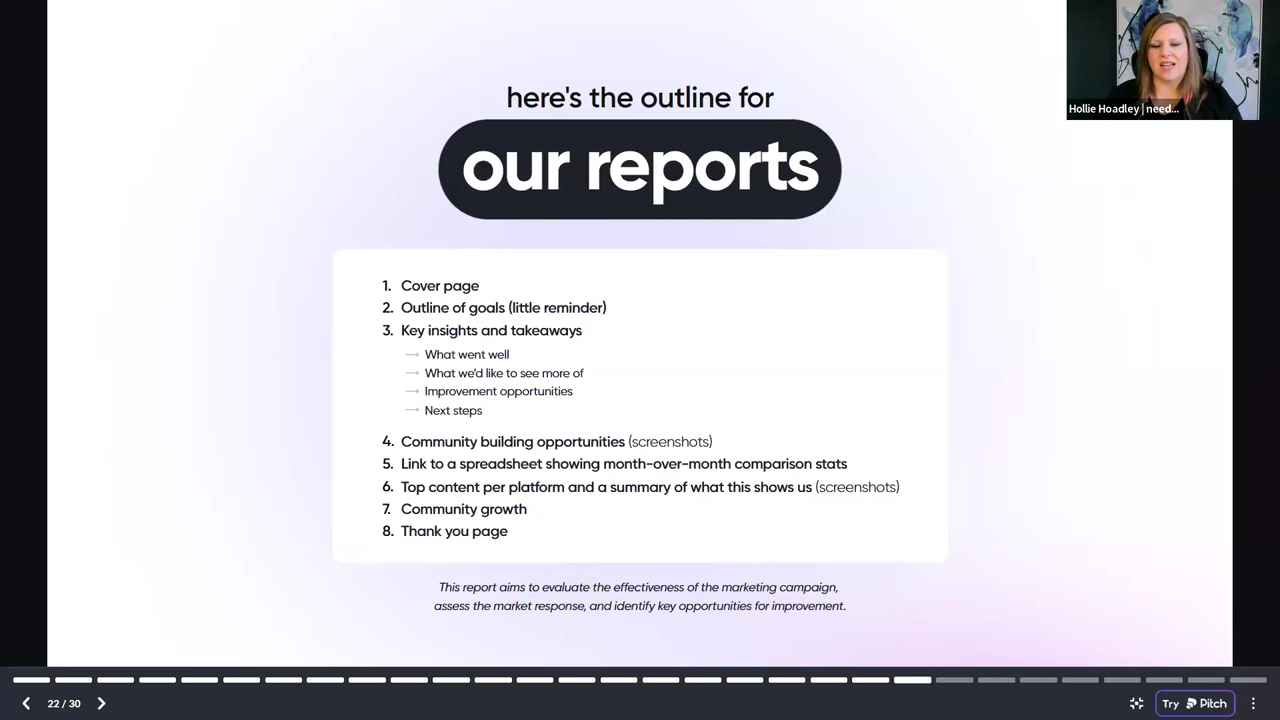 here's the outline for
our reports
Hollie Hoadley | need...
1. Cover page
2. Outline of goals (little reminder)
3. Key insights and takeaways
→ What went well
→ What we'd like to see more of
→ Improvement opportunities
→ Next steps
4. Community building opportunities (screenshots)
5. Link to a spreadsheet showing month-over-month comparison stats
6. Top content per platform and a summary of what this shows us (screenshots)
7. Community growth
8. Thank you page
This report aims to evaluate the effectiveness of the marketing campaign,
assess the market response, and identify key opportunities for improvement.
22 / 30
Try Pitch